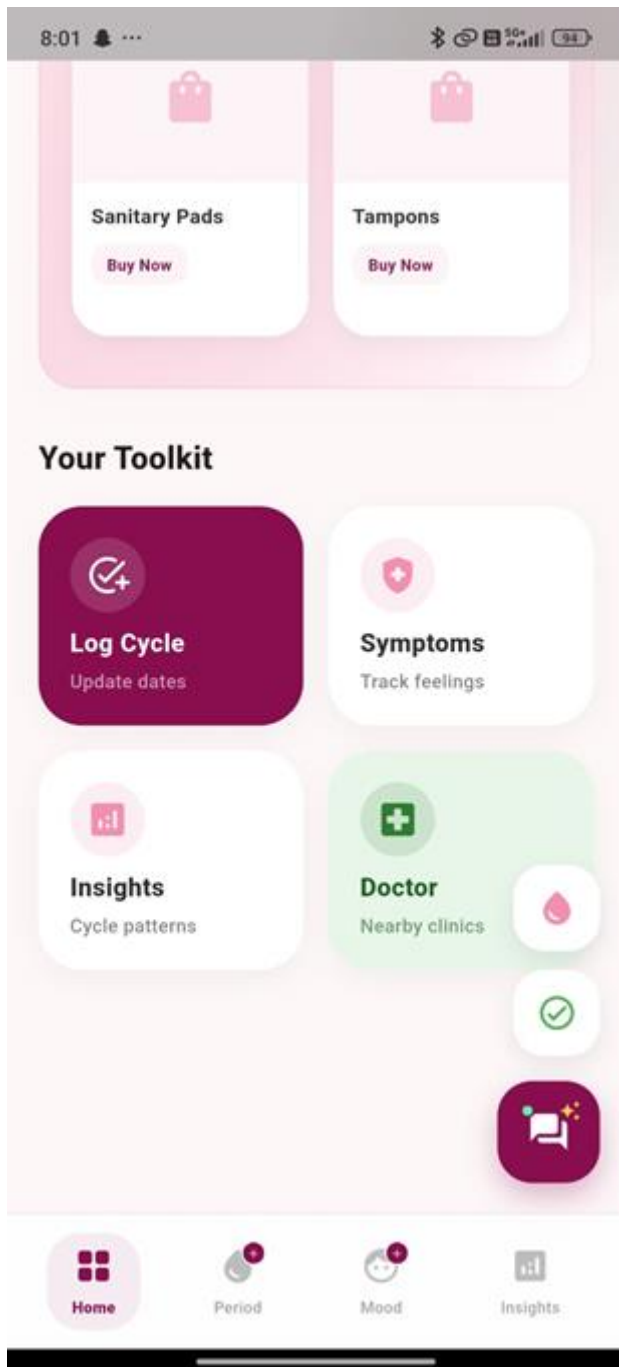 8:01
5G+
94
Sanitary Pads
Tampons
Buy Now
Buy Now
Your Toolkit
Log Cycle
Update dates
Symptoms
Track feelings
Insights
Cycle patterns
Doctor
Nearby clinics
Home
Period
Mood
Insights